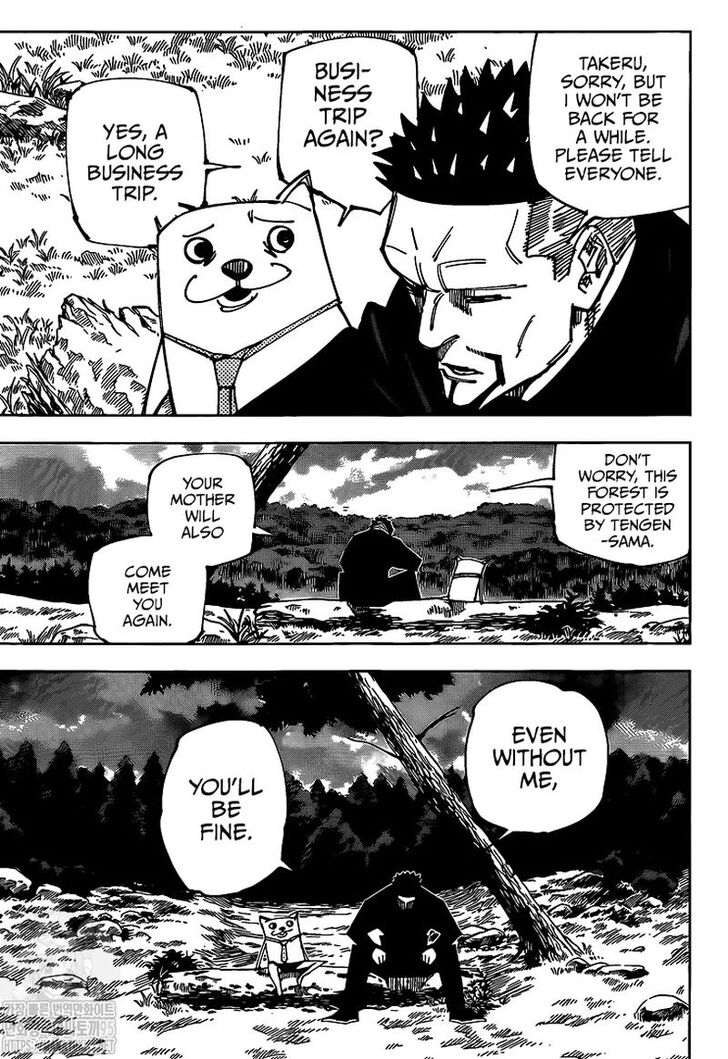 TAKERU,
SORRY, BUT
I WON'T BE
BACK FOR
A WHILE.
PLEASE TELL
EVERYONE.
BUSI-
NESS
TRIP
AGAIN?
YES, A
LONG
BUSINESS
TRIP.
DON'T
WORRY, THIS
FOREST IS
PROTECTED
BY TENGEN
-SAMA.
YOUR
MOTHER
WILL
ALSO
COME
MEET
YOU
AGAIN.
EVEN
WITHOUT
ME,
YOU'LL
BE
FINE.